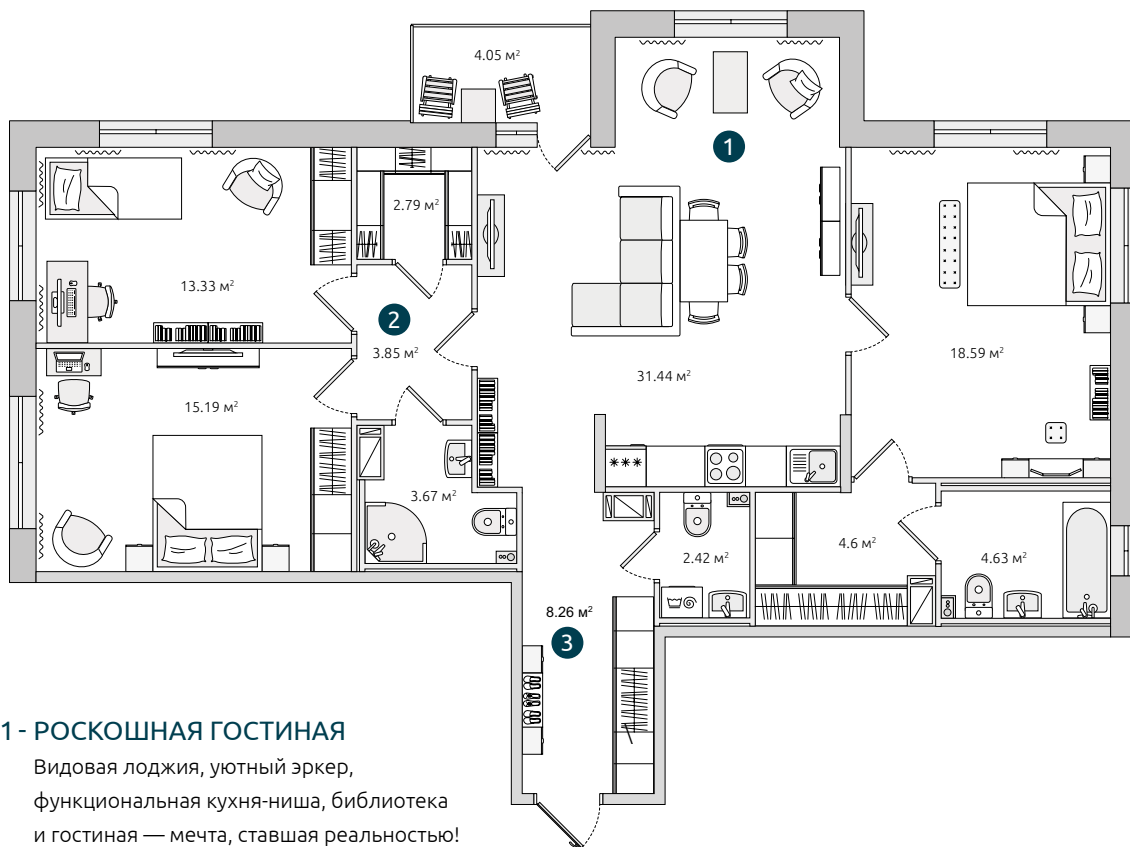 4.05 м²
1
2.79 м²
13.33 м²
2
3.85 м²
18.59 м²
31.44 м²
15.19 м²
3.67 м²
2.42 м²
4.6 м²
4.63 м²
8.26 м²
3
1 - РОСКОШНАЯ ГОСТИНАЯ
Видовая лоджия, уютный эркер,
функциональная кухня-ниша, библиотека
и гостиная — мечта, ставшая реальностью!